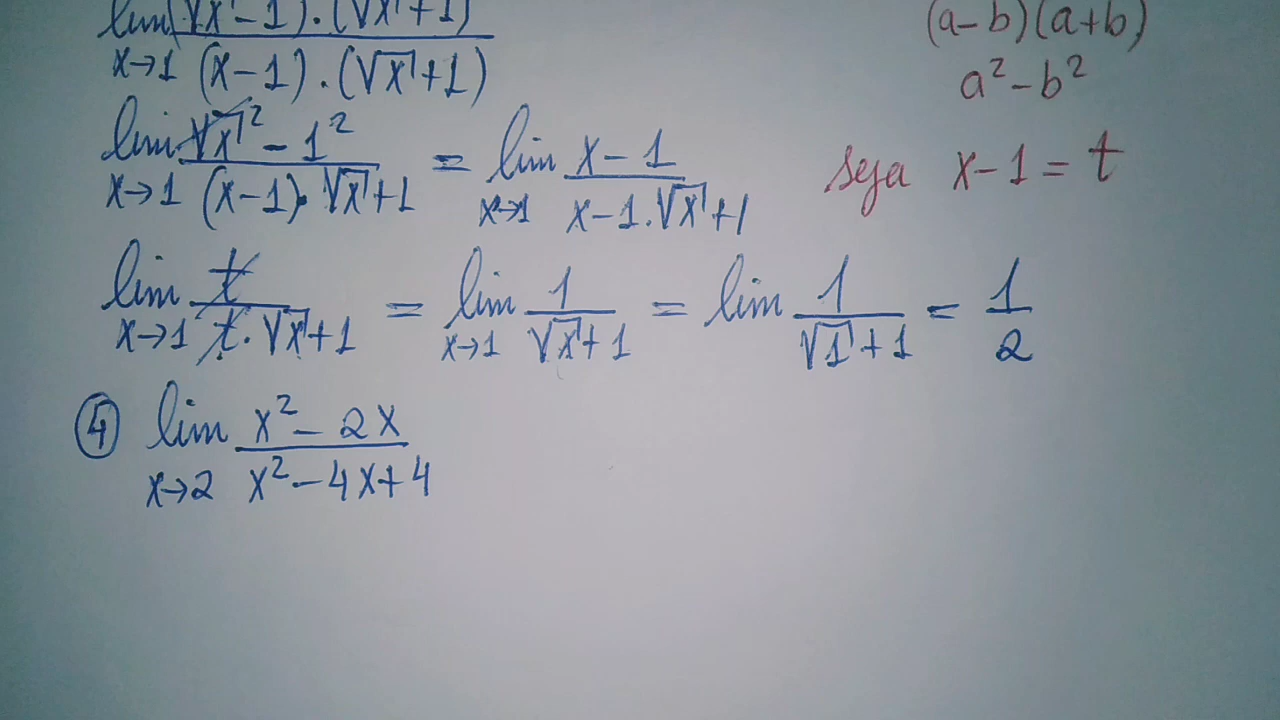 lim (√x - 1).(√x + 1)
x→1 (x-1).(√x+1)
(a-b)(a+b)
a² - b²
lim √x² - 1² = lim x-1
x→1 (x-1).√x+1 x→1 x-1.√x+1
seja x-1 = t
lim t = lim 1 = lim 1 = 1
x→1 t.√x+1 x→1 √x+1 √1+1 2
④ lim x² - 2x
x→2 x² - 4x + 4